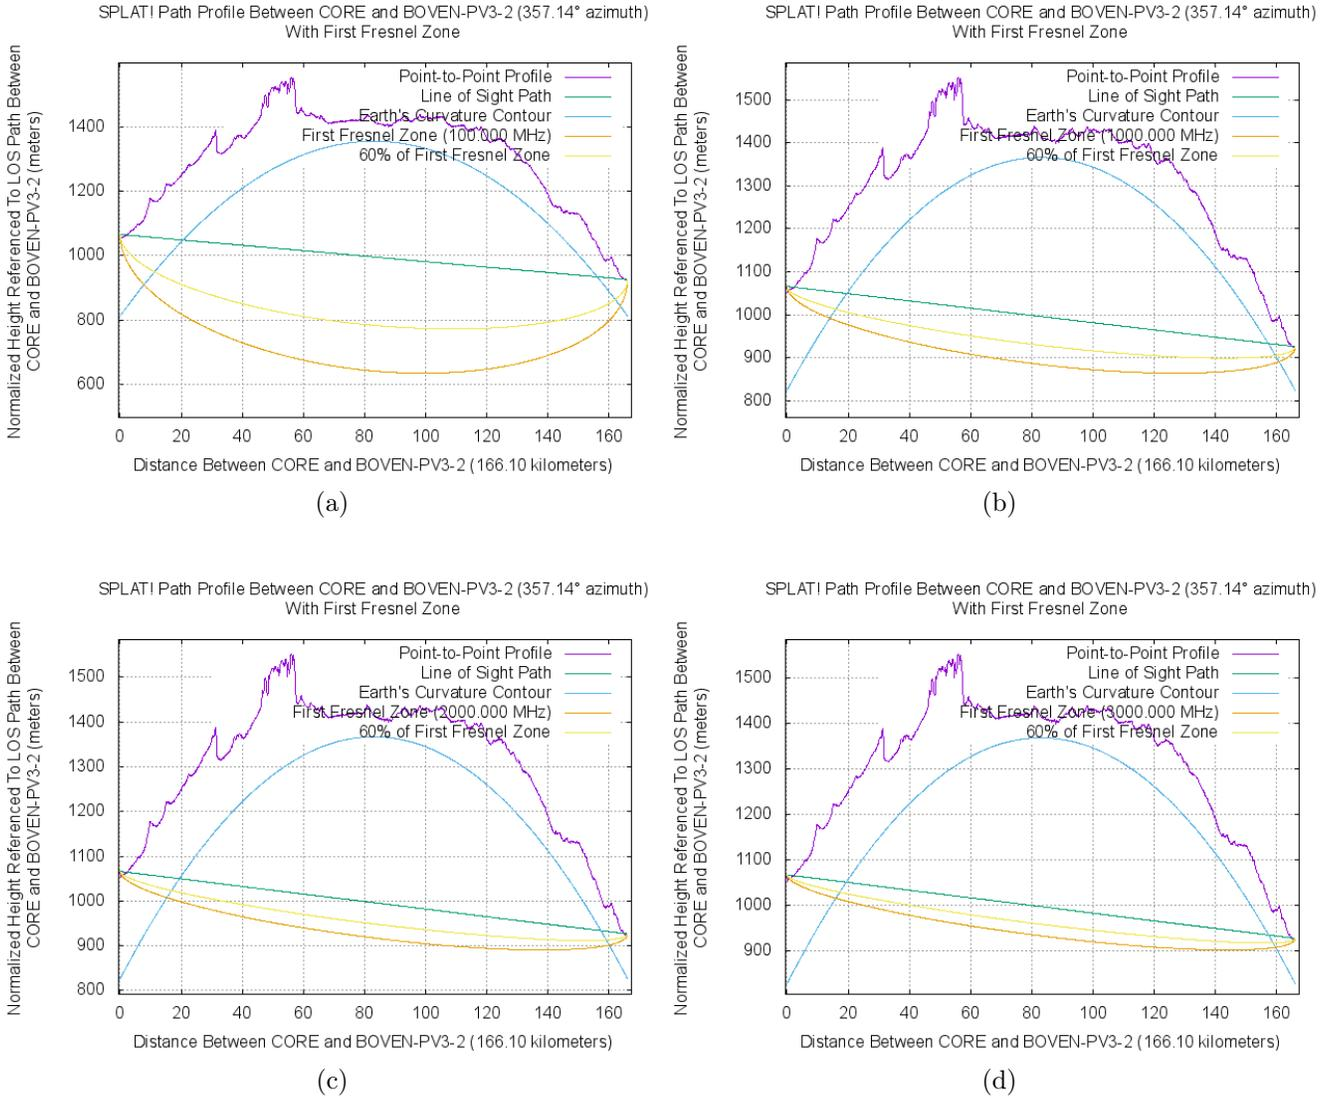 SPLAT! Path Profile Between CORE and BOVEN-PV3-2 (357.14° azimuth)
With First Fresnel Zone
Normalized Height Referenced To LOS Path Between
CORE and BOVEN-PV3-2 (meters)
Point-to-Point Profile
Line of Sight Path
Earth's Curvature Contour
First Fresnel Zone (100.000 MHz)
60% of First Fresnel Zone
1400
1200
1000
800
600
0 20 40 60 80 100 120 140 160
Distance Between CORE and BOVEN-PV3-2 (166.10 kilometers)
(a)
SPLAT! Path Profile Between CORE and BOVEN-PV3-2 (357.14° azimuth)
With First Fresnel Zone
Normalized Height Referenced To LOS Path Between
CORE and BOVEN-PV3-2 (meters)
Point-to-Point Profile
Line of Sight Path
Earth's Curvature Contour
First Fresnel Zone (1000.000 MHz)
60% of First Fresnel Zone
1500
1400
1300
1200
1100
1000
900
800
0 20 40 60 80 100 120 140 160
Distance Between CORE and BOVEN-PV3-2 (166.10 kilometers)
(b)
SPLAT! Path Profile Between CORE and BOVEN-PV3-2 (357.14° azimuth)
With First Fresnel Zone
Normalized Height Referenced To LOS Path Between
CORE and BOVEN-PV3-2 (meters)
Point-to-Point Profile
Line of Sight Path
Earth's Curvature Contour
First Fresnel Zone (2000.000 MHz)
60% of First Fresnel Zone
1500
1400
1300
1200
1100
1000
900
800
0 20 40 60 80 100 120 140 160
Distance Between CORE and BOVEN-PV3-2 (166.10 kilometers)
(c)
SPLAT! Path Profile Between CORE and BOVEN-PV3-2 (357.14° azimuth)
With First Fresnel Zone
Normalized Height Referenced To LOS Path Between
CORE and BOVEN-PV3-2 (meters)
Point-to-Point Profile
Line of Sight Path
Earth's Curvature Contour
First Fresnel Zone (3000.000 MHz)
60% of First Fresnel Zone
1500
1400
1300
1200
1100
1000
900
0 20 40 60 80 100 120 140 160
Distance Between CORE and BOVEN-PV3-2 (166.10 kilometers)
(d)